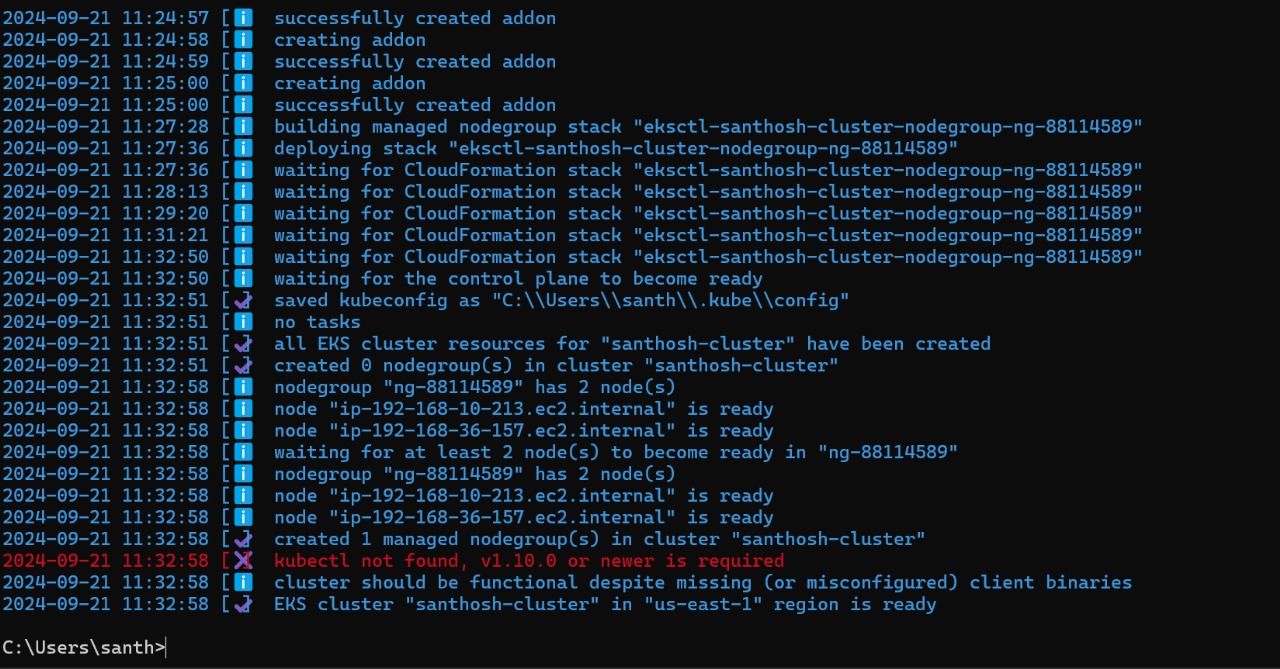 2024-09-21 11:24:57 [ℹ] successfully created addon
2024-09-21 11:24:58 [ℹ] creating addon
2024-09-21 11:24:59 [ℹ] successfully created addon
2024-09-21 11:25:00 [ℹ] creating addon
2024-09-21 11:25:00 [ℹ] successfully created addon
2024-09-21 11:27:28 [ℹ] building managed nodegroup stack "eksctl-santhosh-cluster-nodegroup-ng-88114589"
2024-09-21 11:27:36 [ℹ] deploying stack "eksctl-santhosh-cluster-nodegroup-ng-88114589"
2024-09-21 11:27:36 [ℹ] waiting for CloudFormation stack "eksctl-santhosh-cluster-nodegroup-ng-88114589"
2024-09-21 11:28:13 [ℹ] waiting for CloudFormation stack "eksctl-santhosh-cluster-nodegroup-ng-88114589"
2024-09-21 11:29:20 [ℹ] waiting for CloudFormation stack "eksctl-santhosh-cluster-nodegroup-ng-88114589"
2024-09-21 11:31:21 [ℹ] waiting for CloudFormation stack "eksctl-santhosh-cluster-nodegroup-ng-88114589"
2024-09-21 11:32:50 [ℹ] waiting for CloudFormation stack "eksctl-santhosh-cluster-nodegroup-ng-88114589"
2024-09-21 11:32:50 [ℹ] waiting for the control plane to become ready
2024-09-21 11:32:51 [✔] saved kubeconfig as "C:\\Users\\santh\\.kube\\config"
2024-09-21 11:32:51 [ℹ] no tasks
2024-09-21 11:32:51 [✔] all EKS cluster resources for "santhosh-cluster" have been created
2024-09-21 11:32:51 [✔] created 0 nodegroup(s) in cluster "santhosh-cluster"
2024-09-21 11:32:58 [ℹ] nodegroup "ng-88114589" has 2 node(s)
2024-09-21 11:32:58 [ℹ] node "ip-192-168-10-213.ec2.internal" is ready
2024-09-21 11:32:58 [ℹ] node "ip-192-168-36-157.ec2.internal" is ready
2024-09-21 11:32:58 [ℹ] waiting for at least 2 node(s) to become ready in "ng-88114589"
2024-09-21 11:32:58 [ℹ] nodegroup "ng-88114589" has 2 node(s)
2024-09-21 11:32:58 [ℹ] node "ip-192-168-10-213.ec2.internal" is ready
2024-09-21 11:32:58 [ℹ] node "ip-192-168-36-157.ec2.internal" is ready
2024-09-21 11:32:58 [✔] created 1 managed nodegroup(s) in cluster "santhosh-cluster"
2024-09-21 11:32:58 [✖] kubectl not found, v1.10.0 or newer is required
2024-09-21 11:32:58 [ℹ] cluster should be functional despite missing (or misconfigured) client binaries
2024-09-21 11:32:58 [✔] EKS cluster "santhosh-cluster" in "us-east-1" region is ready
C:\Users\santh>